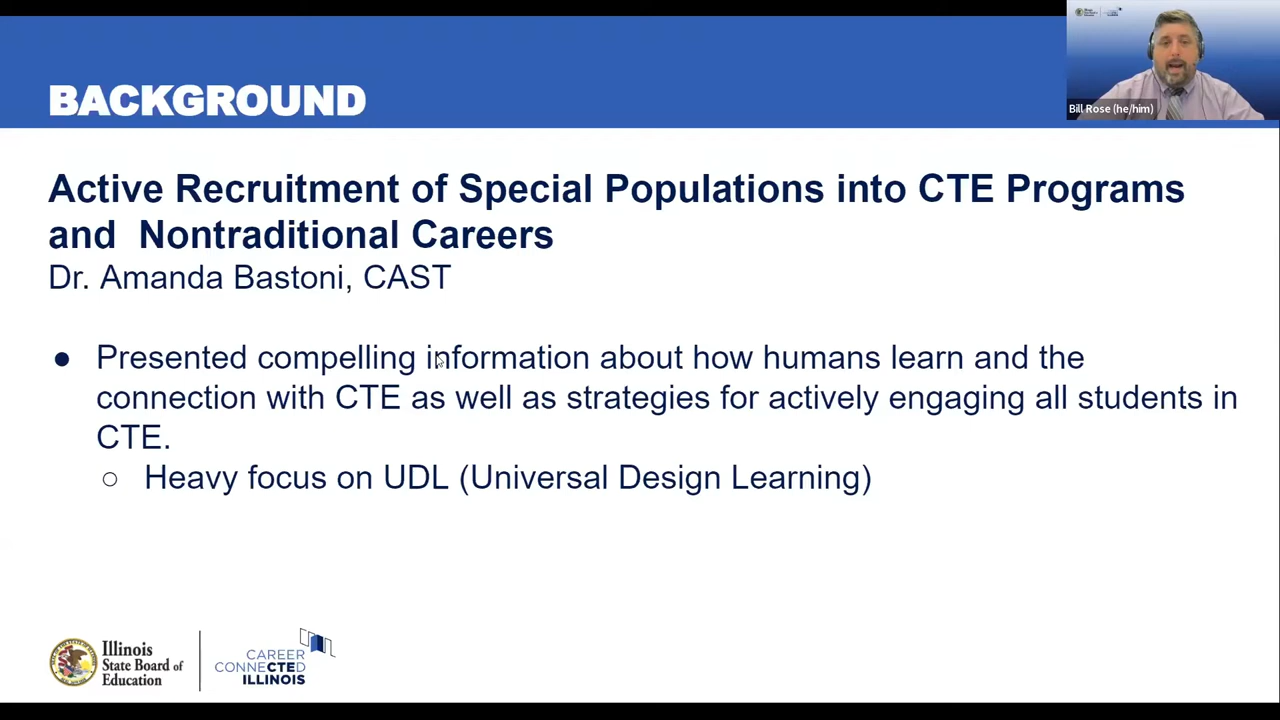 BACKGROUND
Bill Rose (he/him)
Active Recruitment of Special Populations into CTE Programs
and Nontraditional Careers
Dr. Amanda Bastoni, CAST
● Presented compelling information about how humans learn and the
connection with CTE as well as strategies for actively engaging all students in
CTE.
○ Heavy focus on UDL (Universal Design Learning)
Illinois
State Board of
Education
CAREER
CONNECTED
ILLINOIS